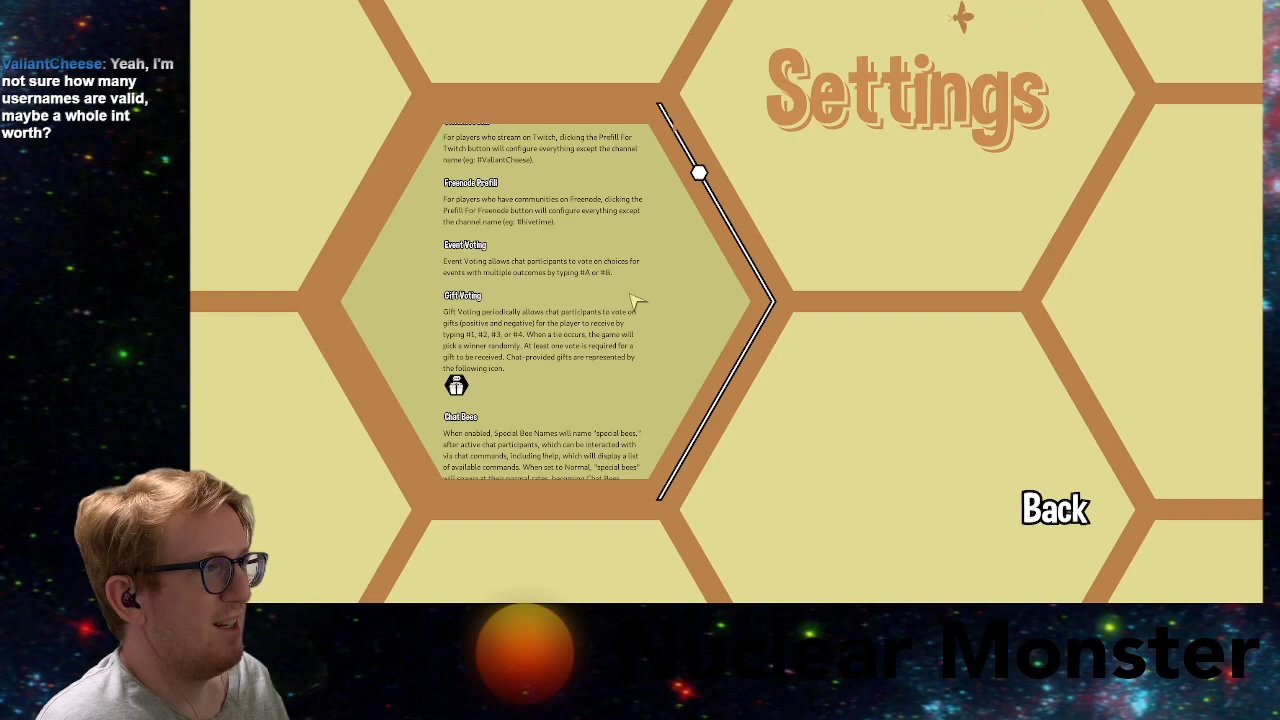 ValiantCheese: Yeah, I'm
not sure how many
usernames are valid,
maybe a whole int
worth?
Settings
For players who stream on Twitch, clicking the Prefill For
Twitch button will configure everything except the channel
name (eg: #ValiantCheese).
Freenode Prefill
For players who have communities on Freenode, clicking the
Prefill For Freenode button will configure everything except
the channel name (eg: #hivetime).
Event Voting
Event Voting allows chat participants to vote on choices for
events with multiple outcomes by typing #A or #B.
Gift Voting
Gift Voting periodically allows chat participants to vote on
gifts (positive and negative) for the player to receive by
typing #1, #2, #3, or #4. When a tie occurs, the game will
pick a winner randomly. At least one vote is required for a
gift to be received. Chat-provided gifts are represented by
the following icon.
Chat Bees
When enabled, Special Bee Names will name "special bees."
after active chat participants, which can be interacted with
via chat commands, including !help, which will display a list
of available commands. When set to Normal, "special bees"
will spawn at their normal rates, becoming Chat Bees
Back
Nuclear Monster